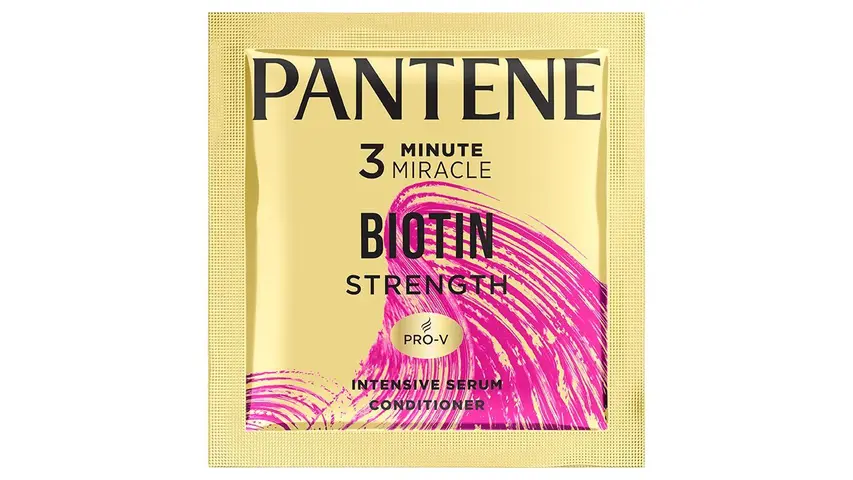 PANTENE
3 MINUTE
MIRACLE
BIOTIN
STRENGTH
PRO-V
INTENSIVE SERUM
CONDITIONER